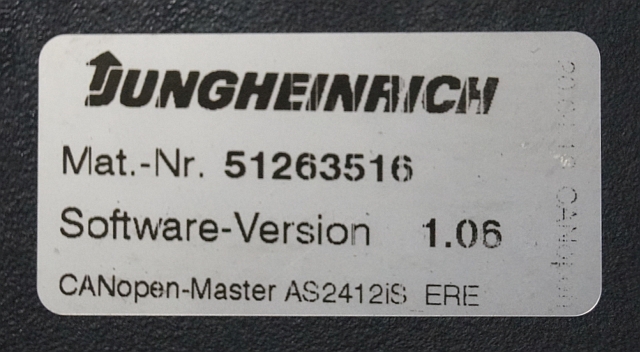 JUNGHEINRICH
Mat.-Nr. 51263516
Software-Version 1.06
CANopen-Master AS2412iS ERE